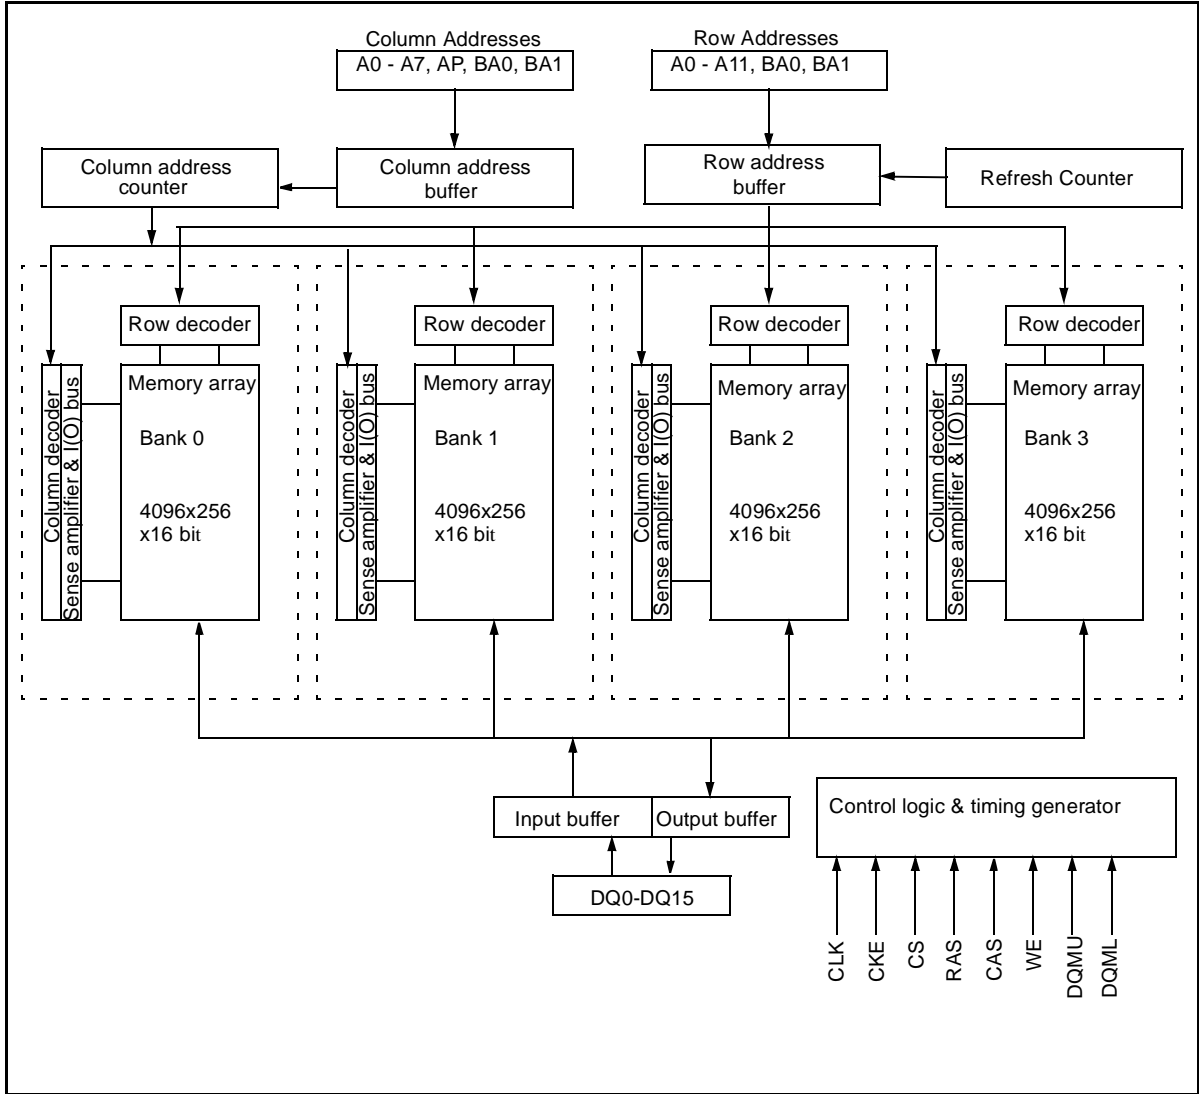 Column Addresses
A0 - A7, AP, BA0, BA1
Row Addresses
A0 - A11, BA0, BA1
Column address
counter
Column address
buffer
Row address
buffer
Refresh Counter
Row decoder
Row decoder
Row decoder
Row decoder
Column decoder
Sense amplifier & I(O) bus
Memory array
Bank 0
4096x256
x16 bit
Column decoder
Sense amplifier & I(O) bus
Memory array
Bank 1
4096x256
x16 bit
Column decoder
Sense amplifier & I(O) bus
Memory array
Bank 2
4096x256
x16 bit
Column decoder
Sense amplifier & I(O) bus
Memory array
Bank 3
4096x256
x16 bit
Input buffer
Output buffer
DQ0-DQ15
Control logic & timing generator
CLK
CKE
CS
RAS
CAS
WE
DQMU
DQML